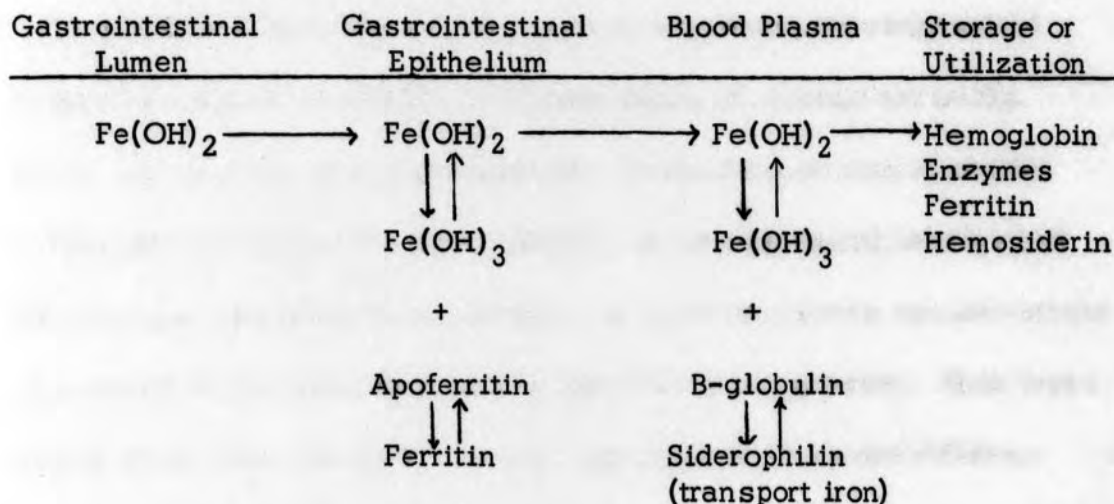 Gastrointestinal Gastrointestinal Blood Plasma Storage or
Lumen Epithelium Utilization
Fe(OH)₂ Fe(OH)₂ Fe(OH)₂ Hemoglobin
Enzymes
Ferritin
Fe(OH)₃ Fe(OH)₃ Hemosiderin
+ +
Apoferritin B-globulin
Ferritin Siderophilin
(transport iron)